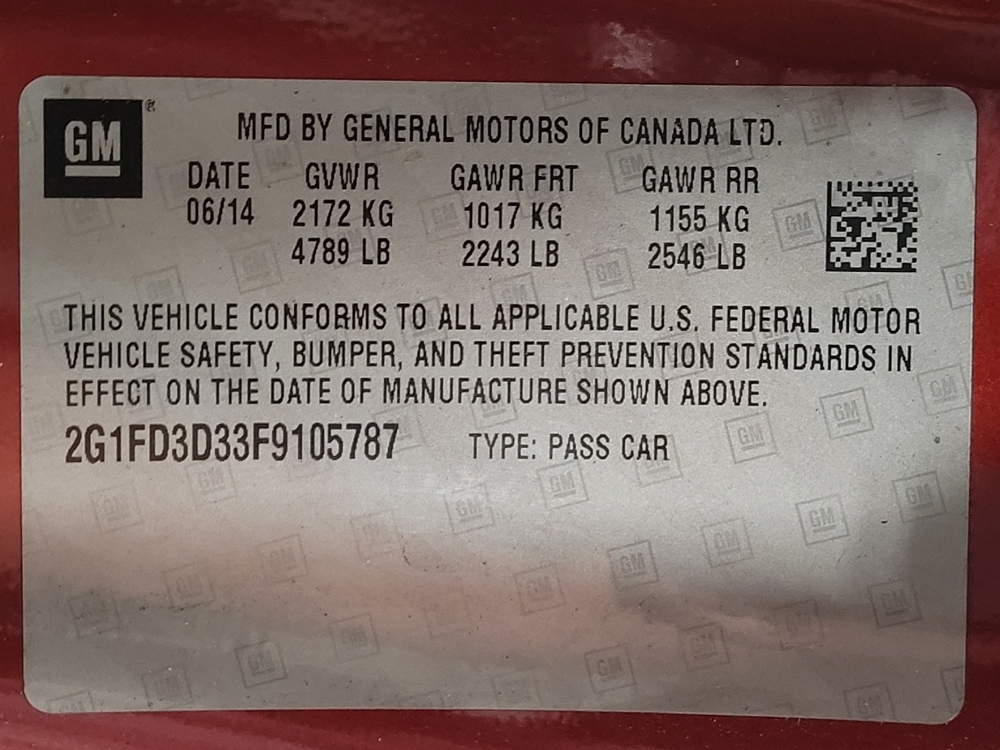 GM®
MFD BY GENERAL MOTORS OF CANADA LTD.
DATE GVWR GAWR FRT GAWR RR
06/14 2172 KG 1017 KG 1155 KG
4789 LB 2243 LB 2546 LB
THIS VEHICLE CONFORMS TO ALL APPLICABLE U.S. FEDERAL MOTOR
VEHICLE SAFETY, BUMPER, AND THEFT PREVENTION STANDARDS IN
EFFECT ON THE DATE OF MANUFACTURE SHOWN ABOVE.
2G1FD3D33F9105787 TYPE: PASS CAR